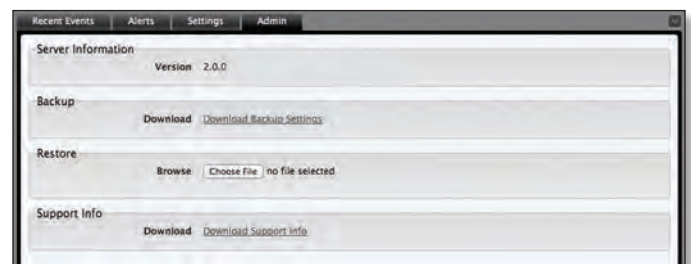 Recent Events Alerts Settings Admin
Server Information
Version 2.0.0
Backup
Download Download Backup Settings
Restore
Browse Choose File no file selected
Support Info
Download Download Support Info